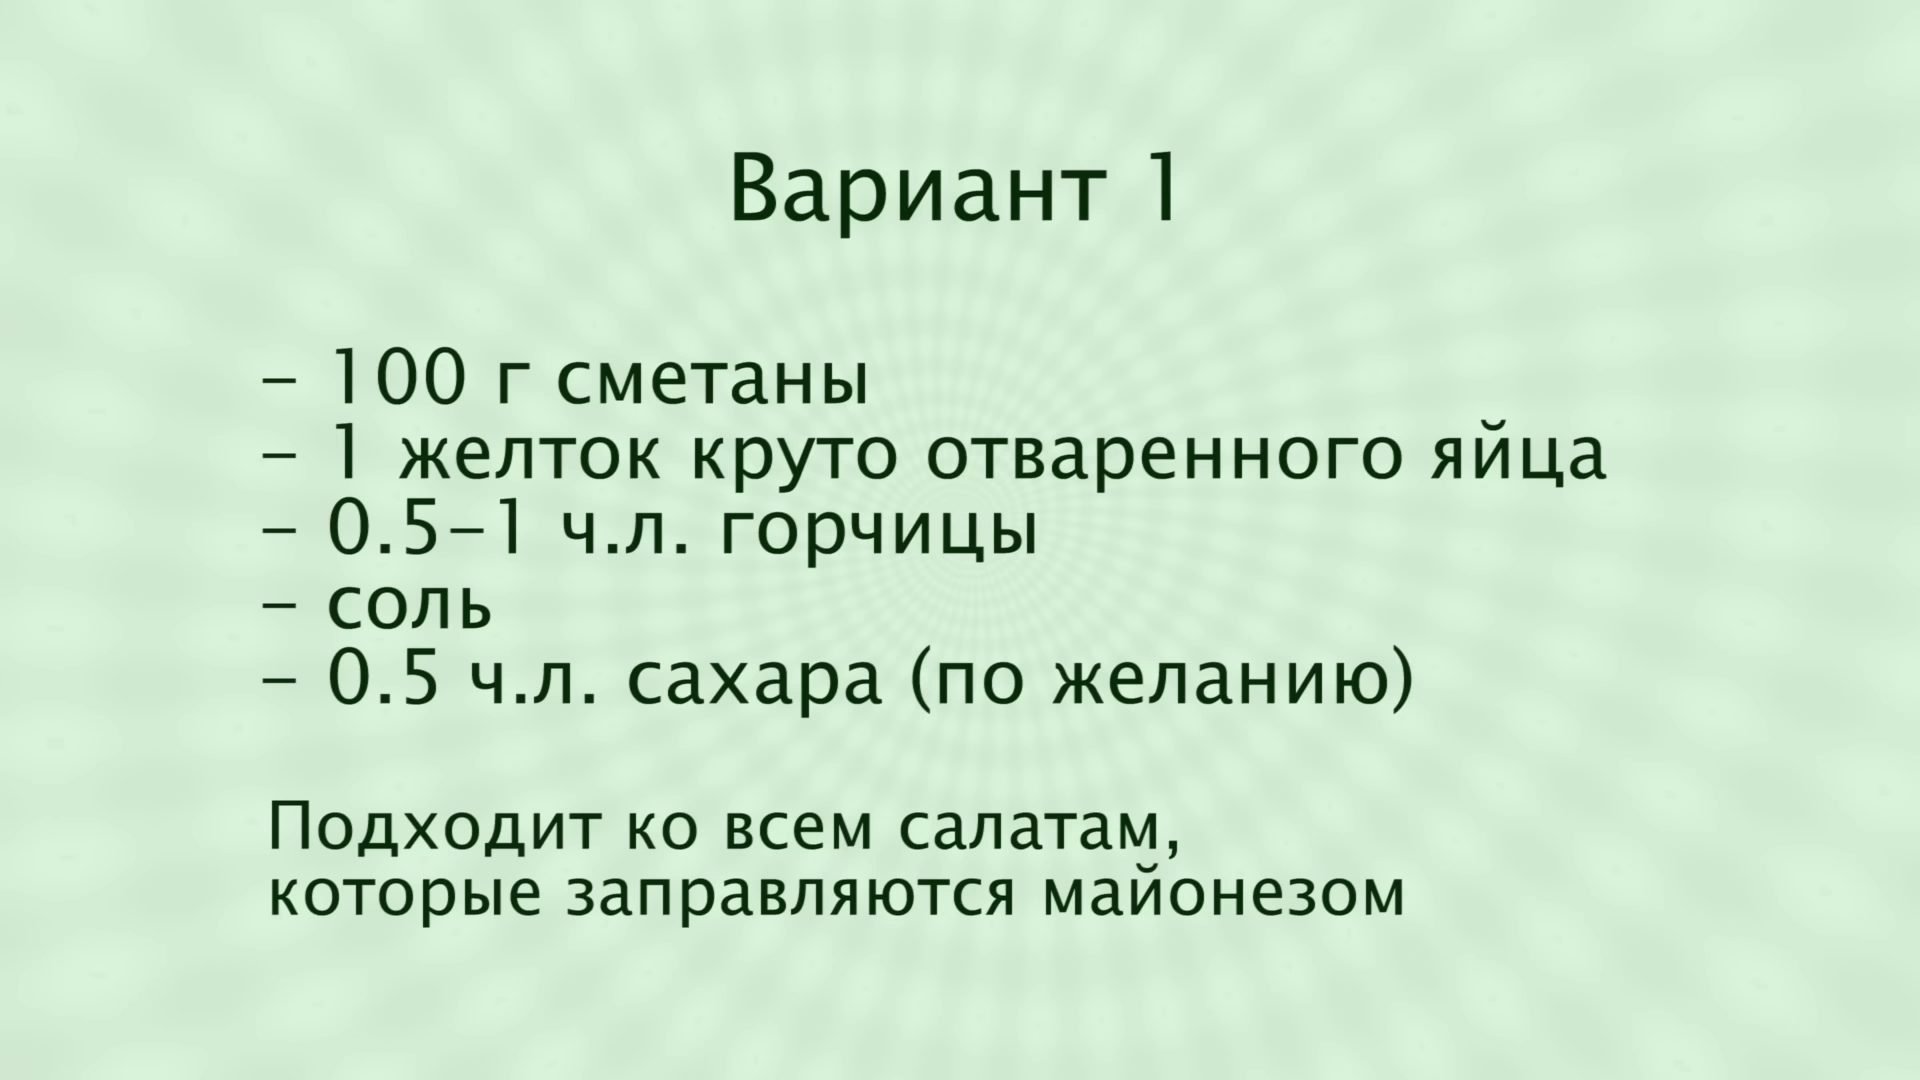 Вариант 1
- 100 г сметаны
- 1 желток круто отваренного яйца
- 0.5-1 ч.л. горчицы
- соль
- 0.5 ч.л. сахара (по желанию)
Подходит ко всем салатам,
которые заправляются майонезом